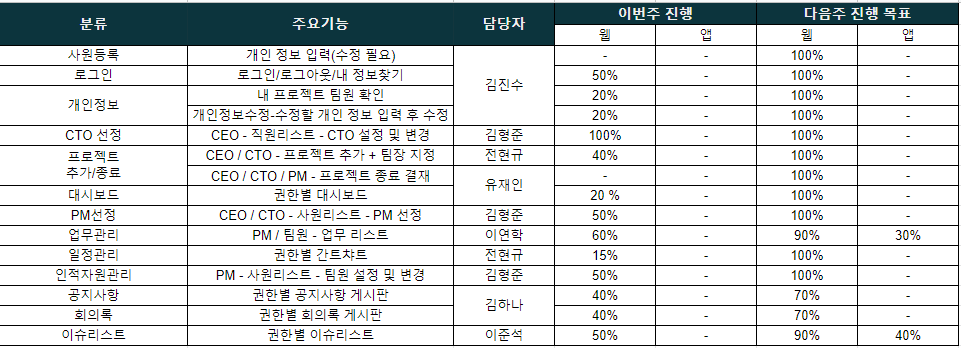 분류 주요기능 담당자 이번주 진행 다음주 진행 목표
웹 앱 웹 앱
사원등록 개인 정보 입력(수정 필요) 김진수 - - 100% -
로그인 로그인/로그아웃/내 정보찾기 50% - 100% -
개인정보 내 프로젝트 팀원 확인 20% - 100% -
개인정보수정-수정할 개인 정보 입력 후 수정 20% - 100% -
CTO 선정 CEO - 직원리스트 - CTO 설정 및 변경 김형준 100% - 100% -
프로젝트 추가/종료 CEO / CTO - 프로젝트 추가 + 팀장 지정 전현규 40% - 100% -
CEO / CTO / PM - 프로젝트 종료 결재 유재인 - - 100% -
대시보드 권한별 대시보드 20 % - 100% -
PM선정 CEO / CTO - 사원리스트 - PM 선정 김형준 50% - 100% -
업무관리 PM / 팀원 - 업무 리스트 이연학 60% - 90% 30%
일정관리 권한별 간트챠트 전현규 15% - 100% -
인적자원관리 PM - 사원리스트 - 팀원 설정 및 변경 김형준 50% - 100% -
공지사항 권한별 공지사항 게시판 김하나 40% - 70% -
회의록 권한별 회의록 게시판 40% - 70% -
이슈리스트 권한별 이슈리스트 이준석 50% - 90% 40%